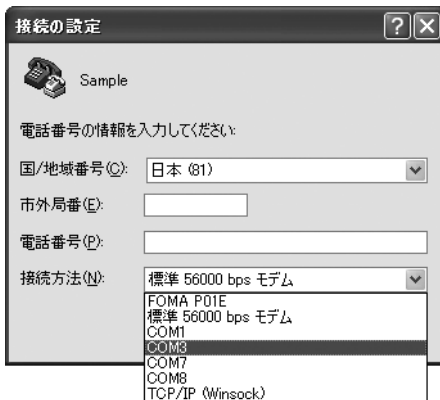 接続の設定
Sample
電話番号の情報を入力してください:
国/地域番号(C): 日本 (81)
市外局番(E):
電話番号(P):
接続方法(N): 標準 56000 bps モデム
FOMA P01E
標準 56000 bps モデム
COM1
COM3
COM7
COM8
TCP/IP (Winsock)